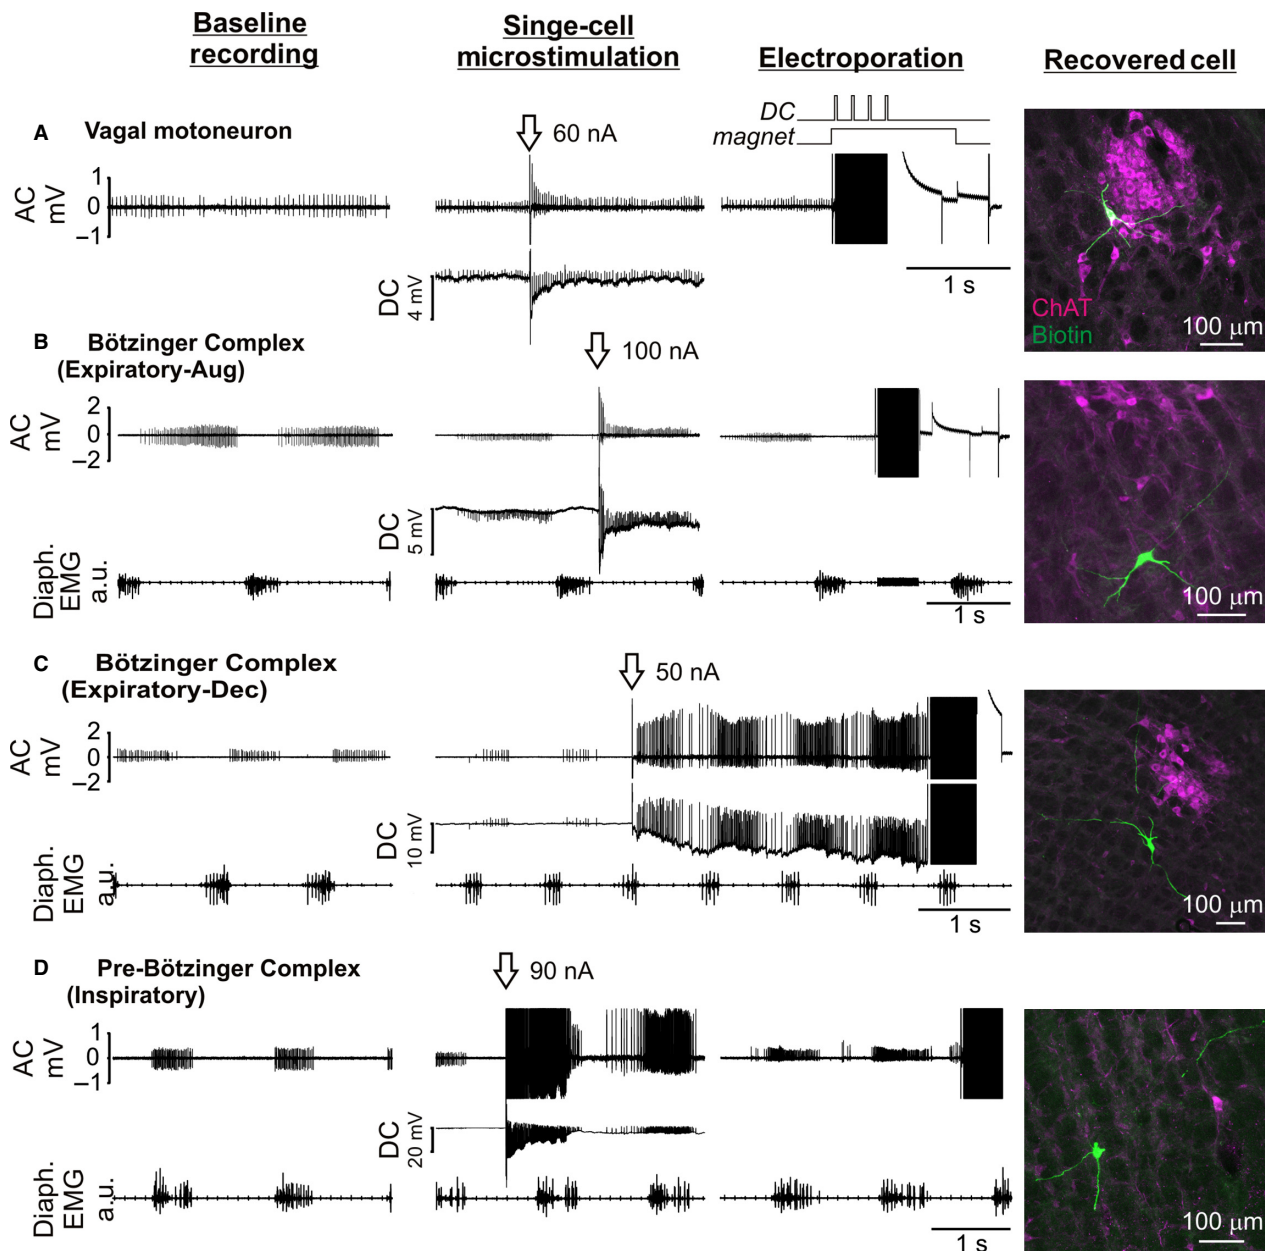 Baseline
recording
Singe-cell
microstimulation
Electroporation
Recovered cell
A Vagal motoneuron
60 nA
DC
magnet
AC
mV
1
0
–1
DC
4 mV
1 s
ChAT
Biotin
100 µm
B Bötzinger Complex
(Expiratory-Aug)
100 nA
AC
mV
2
0
–2
DC
5 mV
Diaph.
EMG
a.u.
1 s
100 µm
C Bötzinger Complex
(Expiratory-Dec)
50 nA
AC
mV
2
0
–2
DC
10 mV
Diaph.
EMG
a.u.
1 s
100 µm
D Pre-Bötzinger Complex
(Inspiratory)
90 nA
AC
mV
1
0
–1
DC
20 mV
Diaph.
EMG
a.u.
1 s
100 µm